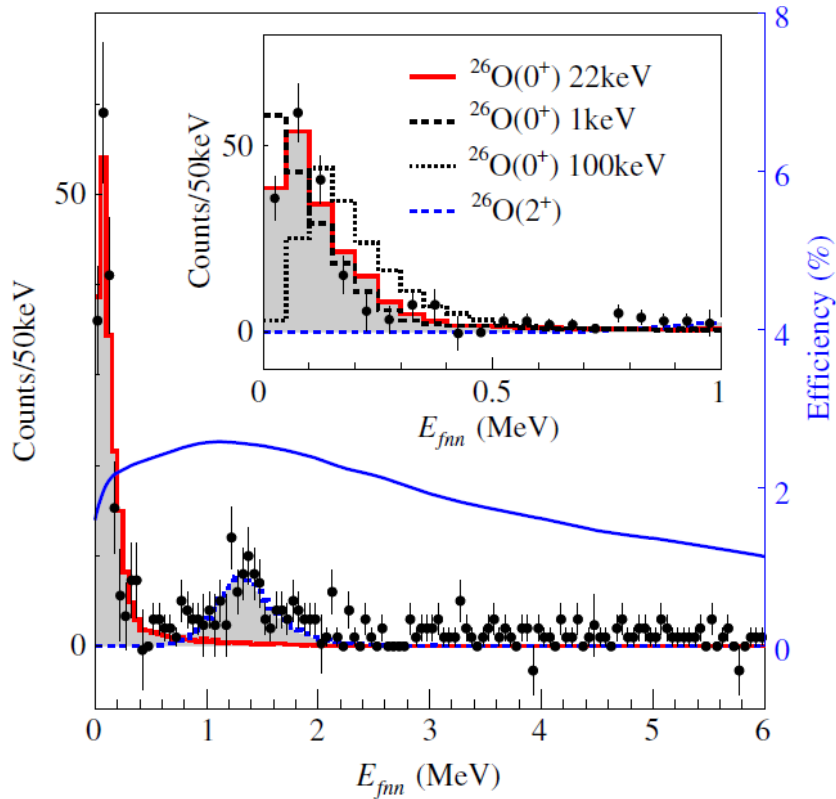 8
²⁶O(0⁺) 22keV
²⁶O(0⁺) 1keV
²⁶O(0⁺) 100keV
²⁶O(2⁺)
50
0
Counts/50keV
0
0.5
1
E_fnn (MeV)
50
0
Counts/50keV
6
4
2
0
Efficiency (%)
0
1
2
3
4
5
6
E_fnn (MeV)